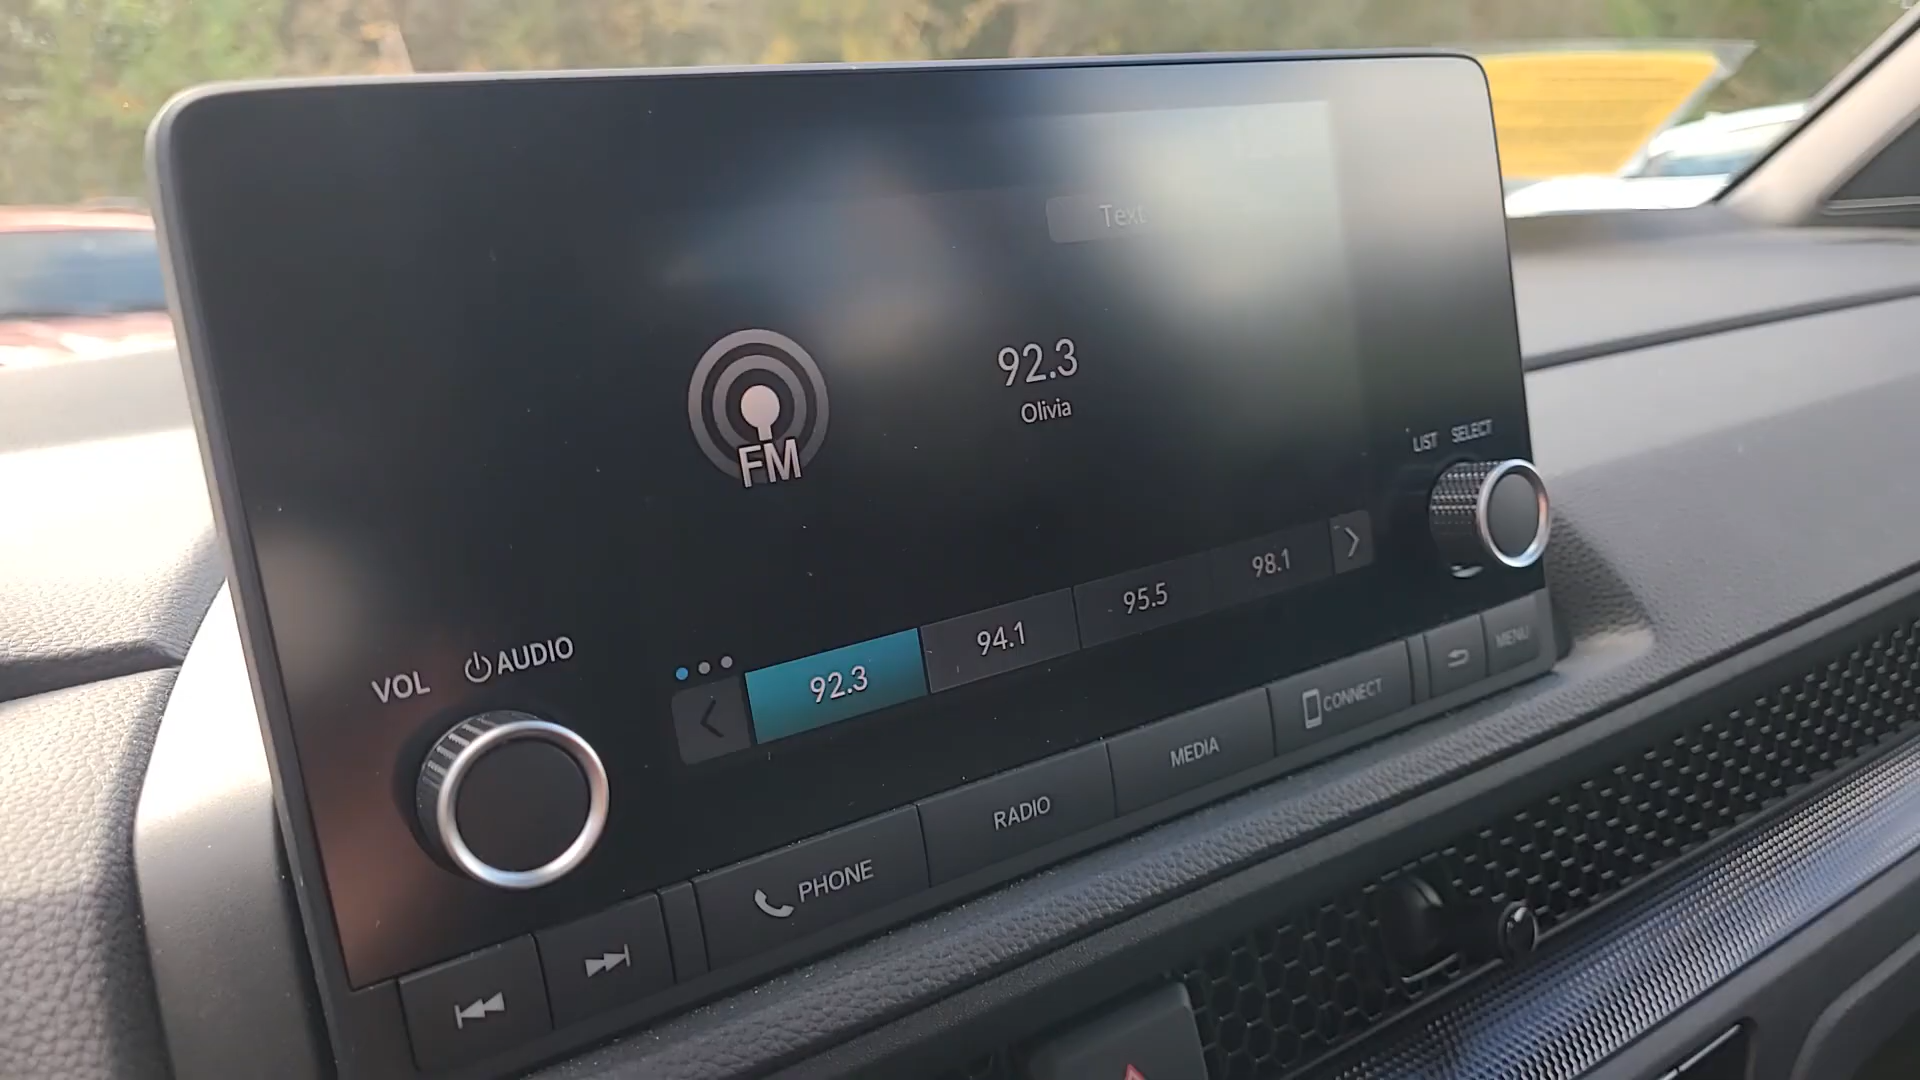 Text
92.3
Olivia
FM
LIST SELECT
VOL AUDIO
92.3 94.1 95.5 98.1
PHONE RADIO MEDIA CONNECT MENU